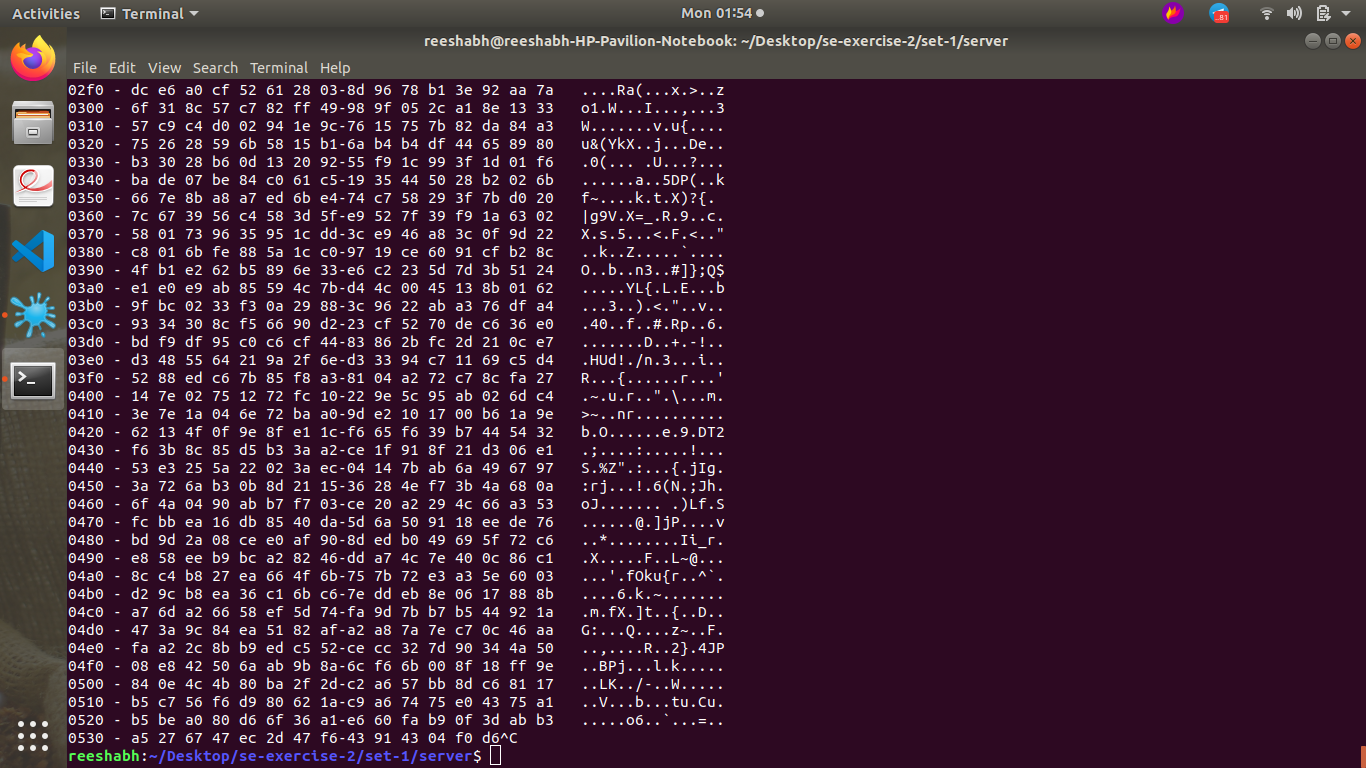 Activities Terminal Mon 01:54 81
reeshabh@reeshabh-HP-Pavilion-Notebook: ~/Desktop/se-exercise-2/set-1/server
File Edit View Search Terminal Help
02f0 - dc e6 a0 cf 52 61 28 03-8d 96 78 b1 3e 92 aa 7a   ....Ra(...x.>..z
0300 - 6f 31 8c 57 c7 82 ff 49-98 9f 05 2c a1 8e 13 33   o1.W...I...,...3
0310 - 57 c9 c4 d0 02 94 1e 9c-76 15 75 7b 82 da 84 a3   W.......v.u{....
0320 - 75 26 28 59 6b 58 15 b1-6a b4 b4 df 44 65 89 80   u&(YkX..j...De..
0330 - b3 30 28 b6 0d 13 20 92-55 f9 1c 99 3f 1d 01 f6   .0(... .U...?...
0340 - ba de 07 be 84 c0 61 c5-19 35 44 50 28 b2 02 6b   ......a..5DP(..k
0350 - 66 7e 8b a8 a7 ed 6b e4-74 c7 58 29 3f 7b d0 20   f~....k.t.X)?{.
0360 - 7c 67 39 56 c4 58 3d 5f-e9 52 7f 39 f9 1a 63 02   |g9V.X=_.R.9..c.
0370 - 58 01 73 96 35 95 1c dd-3c e9 46 a8 3c 0f 9d 22   X.s.5...<.F.<.."
0380 - c8 01 6b fe 88 5a 1c c0-97 19 ce 60 91 cf b2 8c   ..k..Z.....`....
0390 - 4f b1 e2 62 b5 89 6e 33-e6 c2 23 5d 7d 3b 51 24   O..b..n3..#]};Q$
03a0 - e1 e0 e9 ab 85 59 4c 7b-d4 4c 00 45 13 8b 01 62   .....YL{.L.E...b
03b0 - 9f bc 02 33 f3 0a 29 88-3c 96 22 ab a3 76 df a4   ...3..).<."..v..
03c0 - 93 34 30 8c f5 66 90 d2-23 cf 52 70 de c6 36 e0   .40..f..#.Rp..6.
03d0 - bd f9 df 95 c0 c6 cf 44-83 86 2b fc 2d 21 0c e7   .......D..+.-!..
03e0 - d3 48 55 64 21 9a 2f 6e-d3 33 94 c7 11 69 c5 d4   .HUd!./n.3...i..
03f0 - 52 88 ed c6 7b 85 f8 a3-81 04 a2 72 c7 8c fa 27   R...{......r...'
0400 - 14 7e 02 75 12 72 fc 10-22 9e 5c 95 ab 02 6d c4   .~.u.r..".\...m.
0410 - 3e 7e 1a 04 6e 72 ba a0-9d e2 10 17 00 b6 1a 9e   >~..nr..........
0420 - 62 13 4f 0f 9e 8f e1 1c-f6 65 f6 39 b7 44 54 32   b.O......e.9.DT2
0430 - f6 3b 8c 85 d5 b3 3a a2-ce 1f 91 8f 21 d3 06 e1   .;....:.....!...
0440 - 53 e3 25 5a 22 02 3a ec-04 14 7b ab 6a 49 67 97   S.%Z".:...{.jIg.
0450 - 3a 72 6a b3 0b 8d 21 15-36 28 4e f7 3b 4a 68 0a   :rj...!.6(N.;Jh.
0460 - 6f 4a 04 90 ab b7 f7 03-ce 20 a2 29 4c 66 a3 53   oJ....... .)Lf.S
0470 - fc bb ea 16 db 85 40 da-5d 6a 50 91 18 ee de 76   ......@.]jP....v
0480 - bd 9d 2a 08 ce e0 af 90-8d ed b0 49 69 5f 72 c6   ..*........Ii_r.
0490 - e8 58 ee b9 bc a2 82 46-dd a7 4c 7e 40 0c 86 c1   .X.....F..L~@...
04a0 - 8c c4 b8 27 ea 66 4f 6b-75 7b 72 e3 a3 5e 60 03   ...'.fOku{r..^`.
04b0 - d2 9c b8 ea 36 c1 6b c6-7e dd eb 8e 06 17 88 8b   ....6.k.~.......
04c0 - a7 6d a2 66 58 ef 5d 74-fa 9d 7b b7 b5 44 92 1a   .m.fX.]t..{..D..
04d0 - 47 3a 9c 84 ea 51 82 af-a2 a8 7a 7e c7 0c 46 aa   G:...Q....z~..F.
04e0 - fa a2 2c 8b b9 ed c5 52-ce cc 32 7d 90 34 4a 50   ..,....R..2}.4JP
04f0 - 08 e8 42 50 6a ab 9b 8a-6c f6 6b 00 8f 18 ff 9e   ..BPj...l.k.....
0500 - 84 0e 4c 4b 80 ba 2f 2d-c2 a6 57 bb 8d c6 81 17   ..LK../-..W.....
0510 - b5 c7 56 f6 d9 80 62 1a-c9 a6 74 75 e0 43 75 a1   ..V...b...tu.Cu.
0520 - b5 be a0 80 d6 6f 36 a1-e6 60 fa b9 0f 3d ab b3   .....o6..`...=..
0530 - a5 27 67 47 ec 2d 47 f6-43 91 43 04 f0 d6^C
reeshabh:~/Desktop/se-exercise-2/set-1/server$